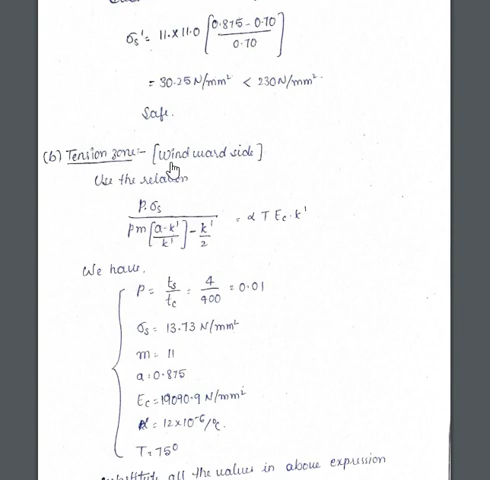 σs' = 11 × 11.0 [0.875 - 0.70 / 0.70]
= 30.25 N/mm² < 230 N/mm².
Safe.
(b) Tension zone:- [Wind ward side]
Use the relation
P.σs / Pm[a-k' / k'] - k'/2 = α T Ec. k'
We have,
P = ts/tc = 4/400 = 0.01
σs = 13.73 N/mm²
m = 11
a = 0.875
Ec = 19090.9 N/mm²
α = 12×10⁻⁶/°c.
T = 75°
all the values in above expression